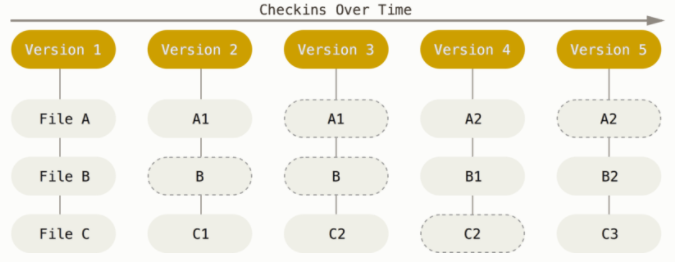 Checkins Over Time
Version 1 Version 2 Version 3 Version 4 Version 5
File A A1 A1 A2 A2
File B B B B1 B2
File C C1 C2 C2 C3